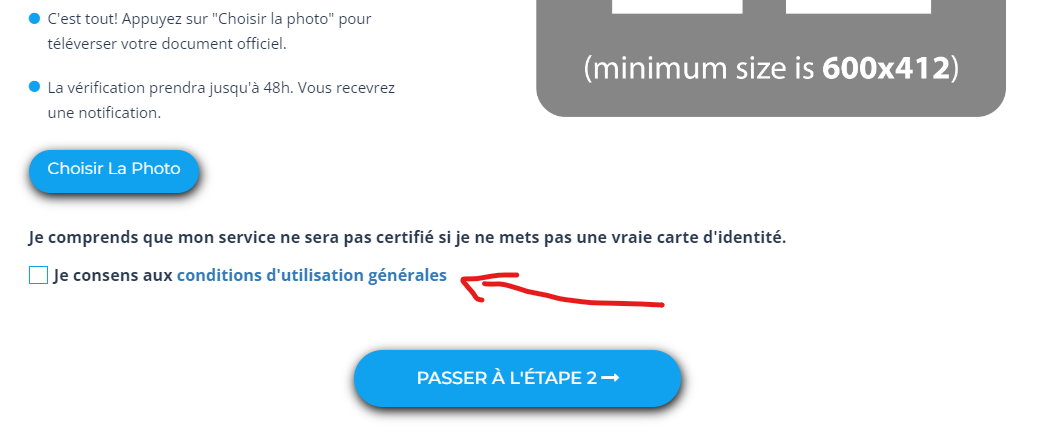 C'est tout! Appuyez sur "Choisir la photo" pour
téléverser votre document officiel.
La vérification prendra jusqu'à 48h. Vous recevrez
une notification.
(minimum size is 600x412)
Choisir La Photo
Je comprends que mon service ne sera pas certifié si je ne mets pas une vraie carte d'identité.
Je consens aux conditions d'utilisation générales
PASSER À L'ÉTAPE 2